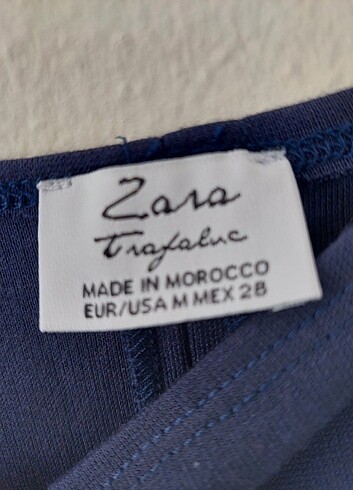 Zara
Trafaluc
MADE IN MOROCCO
EUR/USA M MEX 28